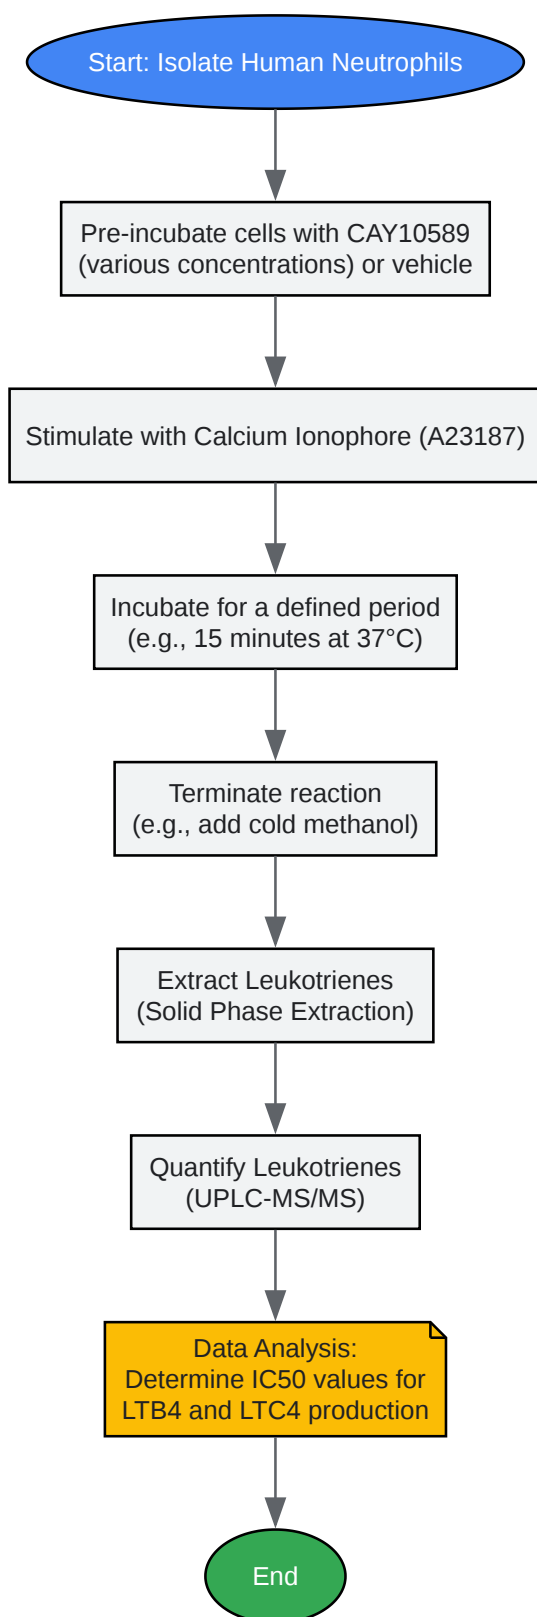 Start: Isolate Human Neutrophils
Pre-incubate cells with CAY10589
(various concentrations) or vehicle
Stimulate with Calcium Ionophore (A23187)
Incubate for a defined period
(e.g., 15 minutes at 37°C)
Terminate reaction
(e.g., add cold methanol)
Extract Leukotrienes
(Solid Phase Extraction)
Quantify Leukotrienes
(UPLC-MS/MS)
Data Analysis:
Determine IC50 values for
LTB4 and LTC4 production
End